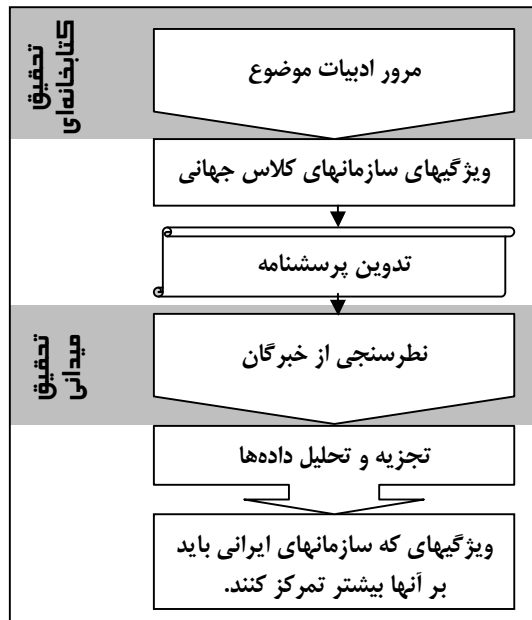 تحقیق
کتابخانه‌ای
مرور ادبیات موضوع
ویژگیهای سازمانهای کلاس جهانی
تدوین پرسشنامه
تحقیق
میدانی
نطرسنجی از خبرگان
تجزیه و تحلیل داده‌ها
ویژگیهای که سازمانهای ایرانی باید
بر آنها بیشتر تمرکز کنند.